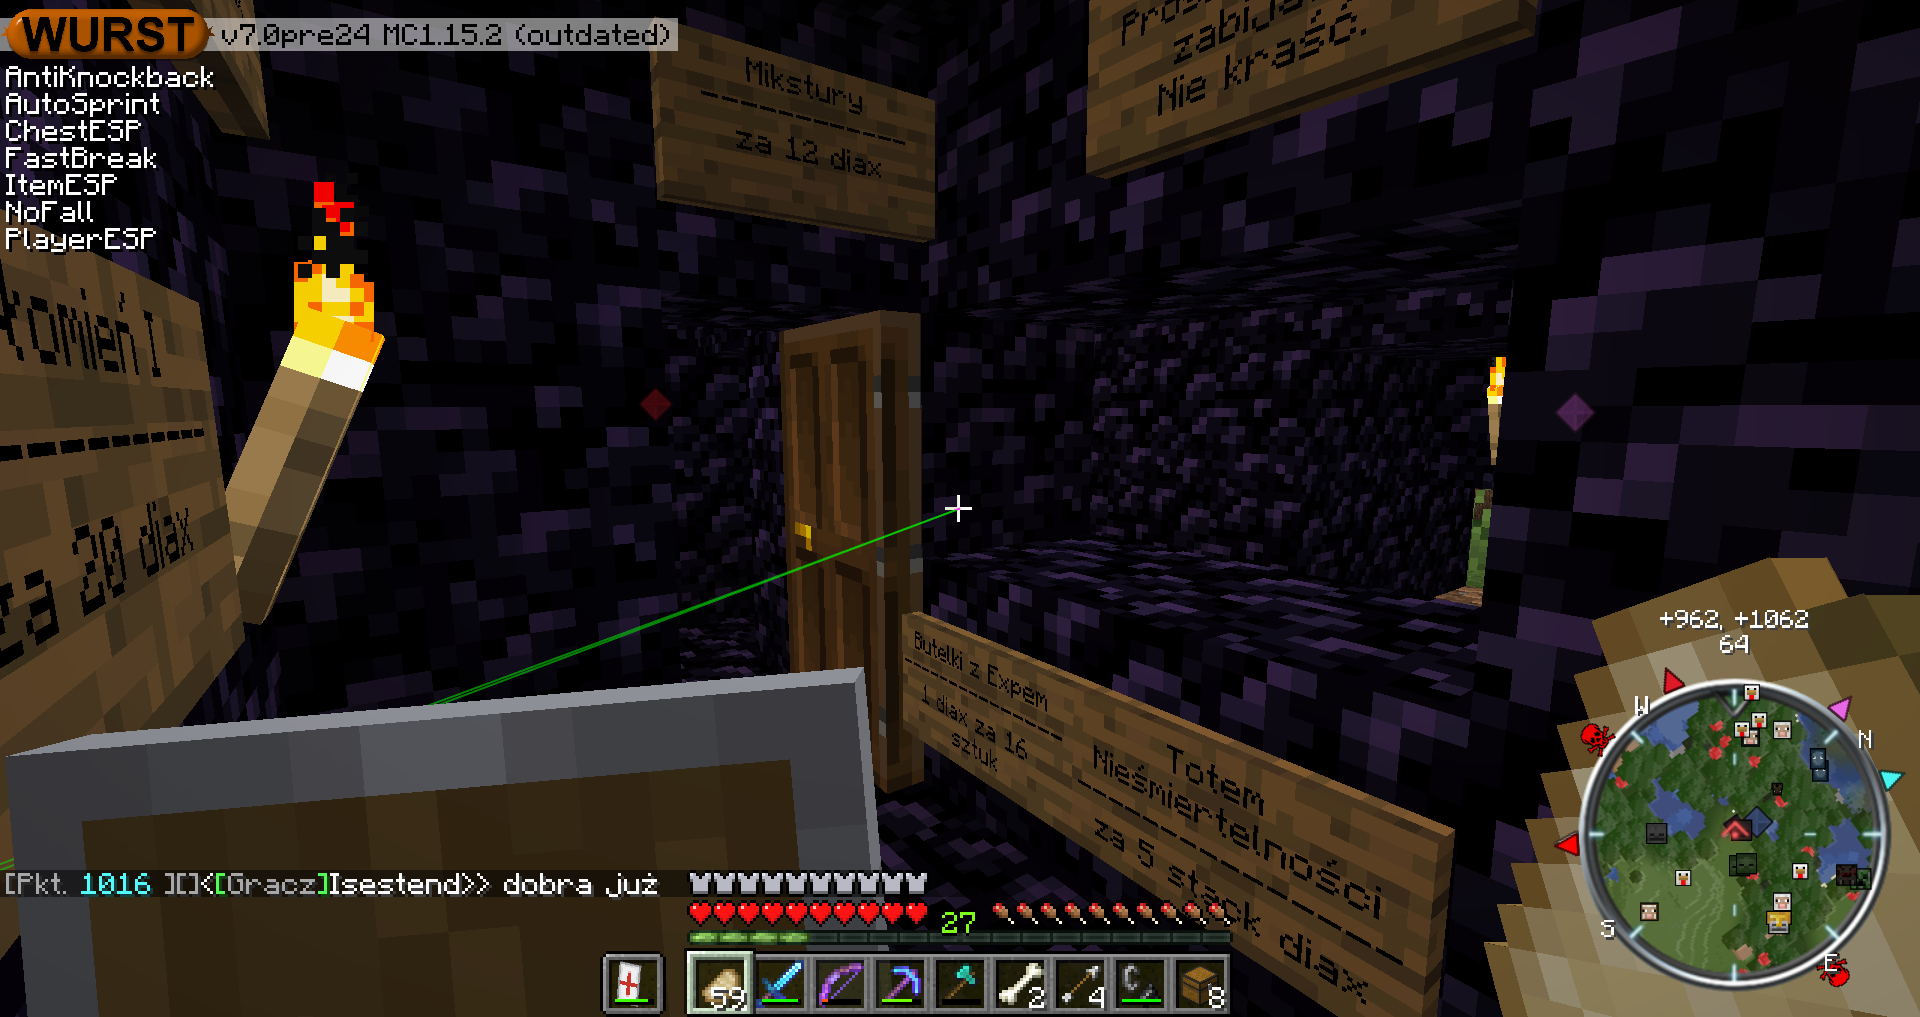 WURST v7.0pre24 MC1.15.2 (outdated)
AntiKnockback
AutoSprint
ChestESP
FastBreak
ItemESP
NoFall
PlayerESP
Mikstury
--------------
za 12 diax
zabija
Nie kraść.
---------------
za 20 diax
Butelki z Expem
---------------
1 diax za 16
sztuk
Totem
Nieśmiertelności
---------------
za 5 stack diax
+962, +1062
64
W
N
S
E
[Pkt. 1016 ][]<[Gracz]Isestend>> dobra już
27
59
2
4
8